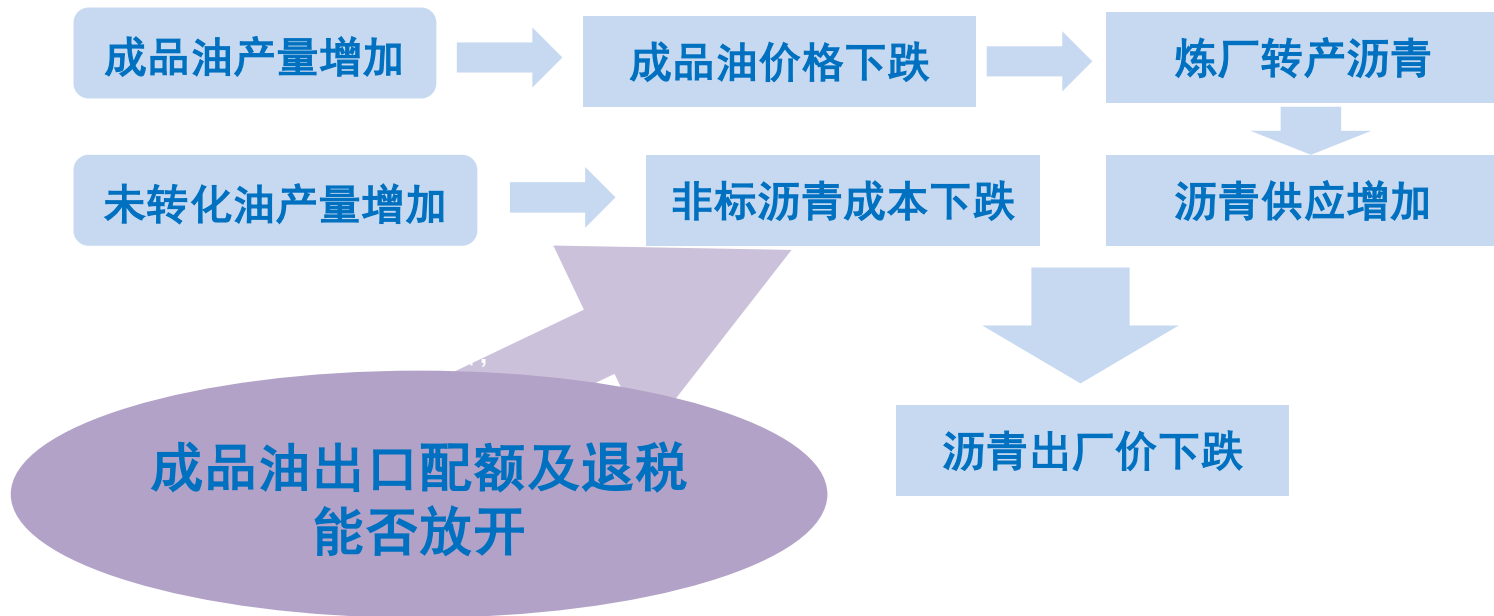 成品油产量增加
成品油价格下跌
炼厂转产沥青
未转化油产量增加
非标沥青成本下跌
沥青供应增加
沥青出厂价下跌
成品油出口配额及退税
能否放开